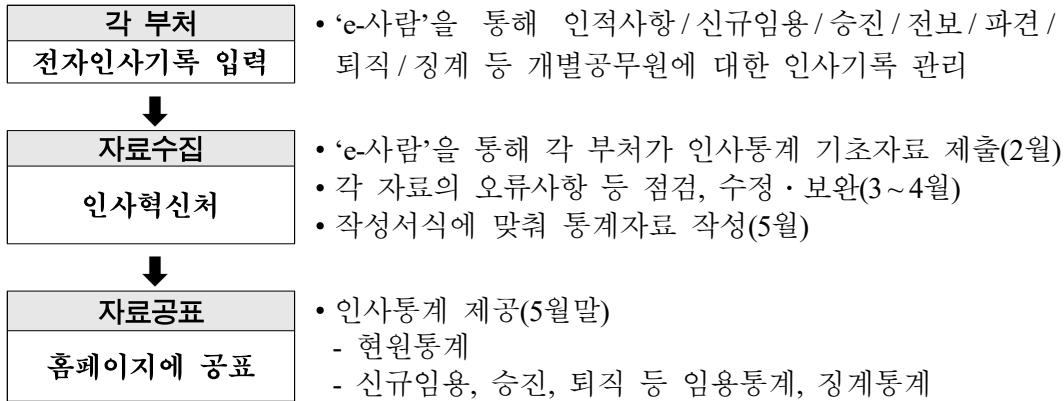 각 부처
전자인사기록 입력
• ‘e-사람’을 통해 인적사항 / 신규임용 / 승진 / 전보 / 파견 /
퇴직 / 징계 등 개별공무원에 대한 인사기록 관리
자료수집
인사혁신처
• ‘e-사람’을 통해 각 부처가 인사통계 기초자료 제출(2월)
• 각 자료의 오류사항 등 점검, 수정・보완(3 ~ 4월)
• 작성서식에 맞춰 통계자료 작성(5월)
자료공표
홈페이지에 공표
• 인사통계 제공(5월말)
- 현원통계
- 신규임용, 승진, 퇴직 등 임용통계, 징계통계